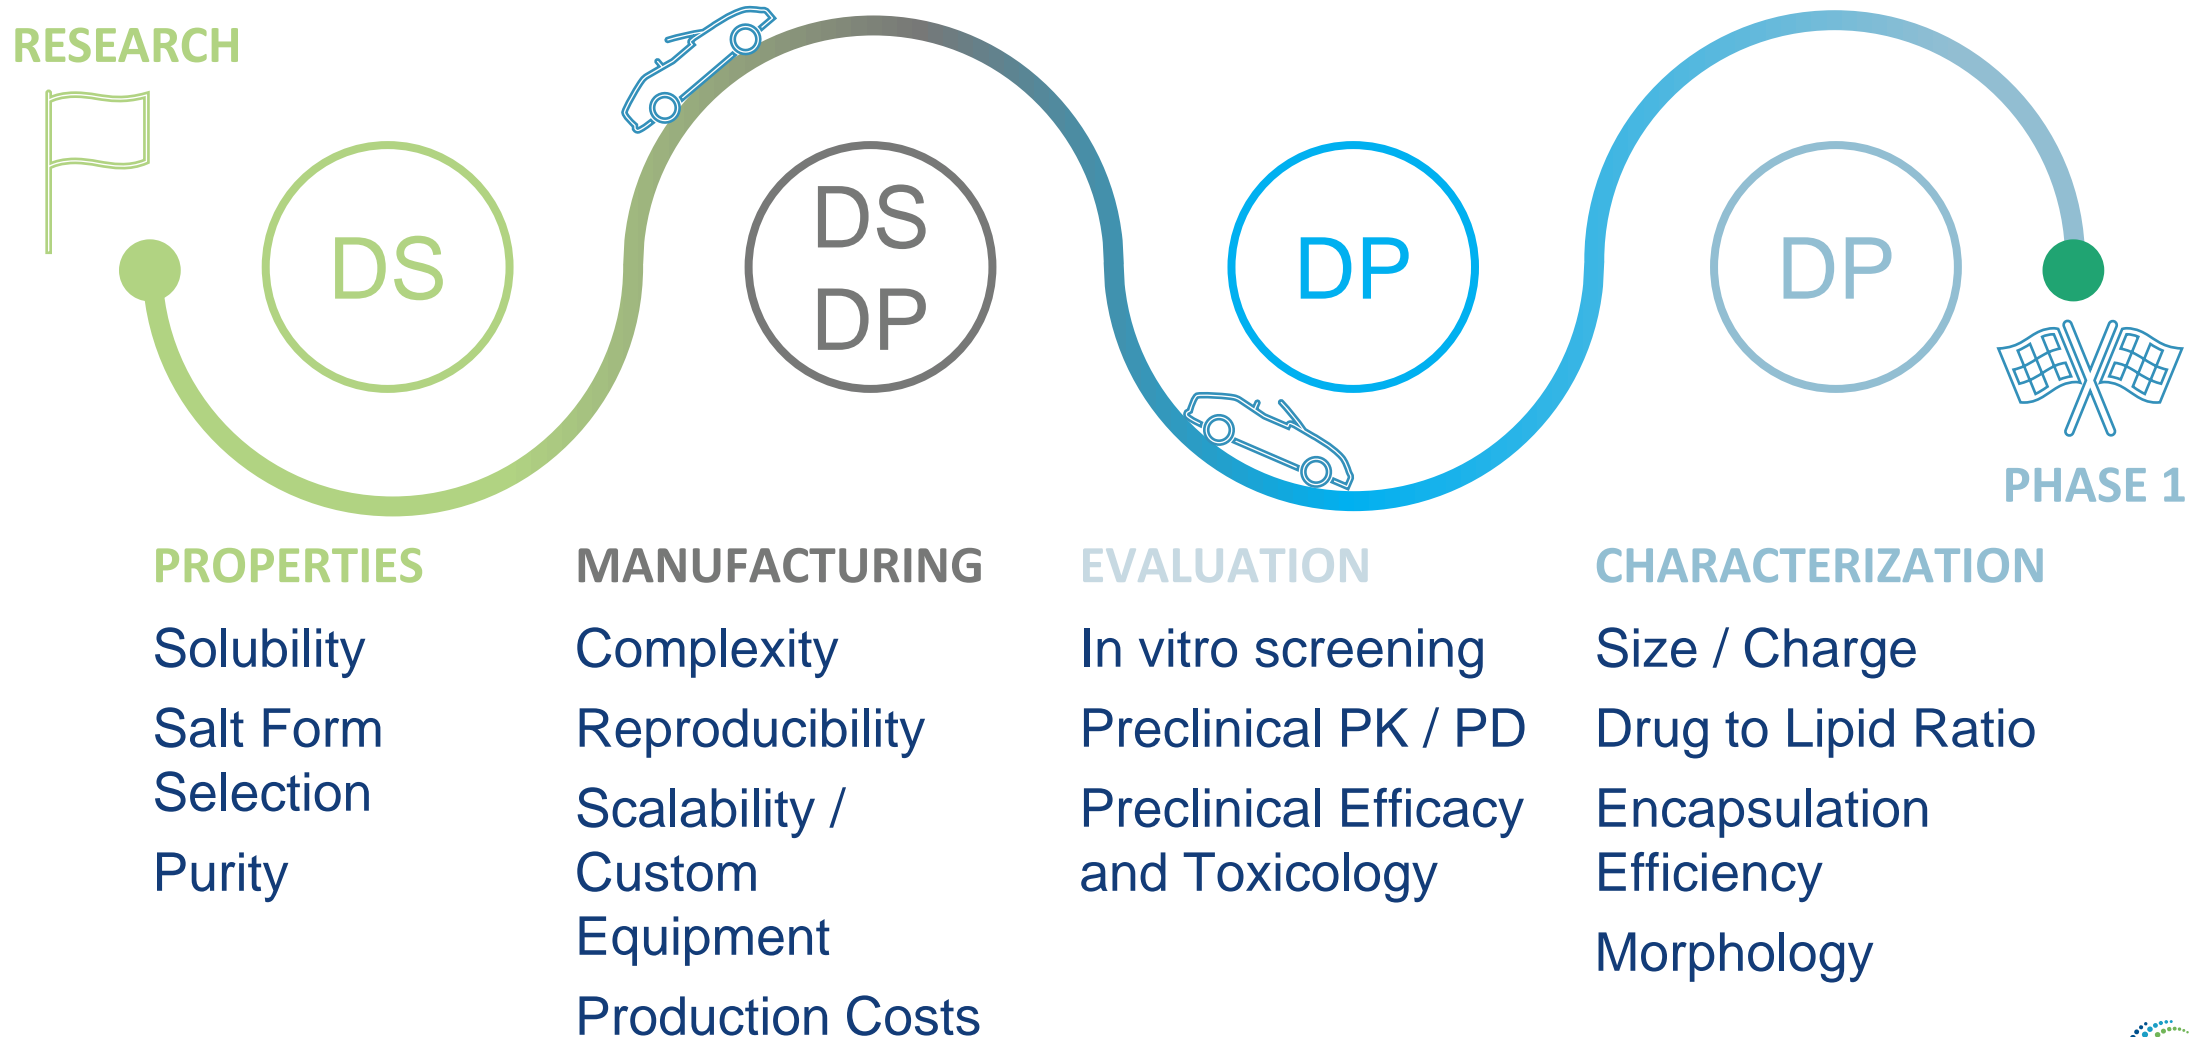 RESEARCH
DS
DS
DP
DP
DP
PHASE 1
PROPERTIES
Solubility
Salt Form
Selection
Purity
MANUFACTURING
Complexity
Reproducibility
Scalability /
Custom
Equipment
Production Costs
EVALUATION
In vitro screening
Preclinical PK / PD
Preclinical Efficacy
and Toxicology
CHARACTERIZATION
Size / Charge
Drug to Lipid Ratio
Encapsulation
Efficiency
Morphology